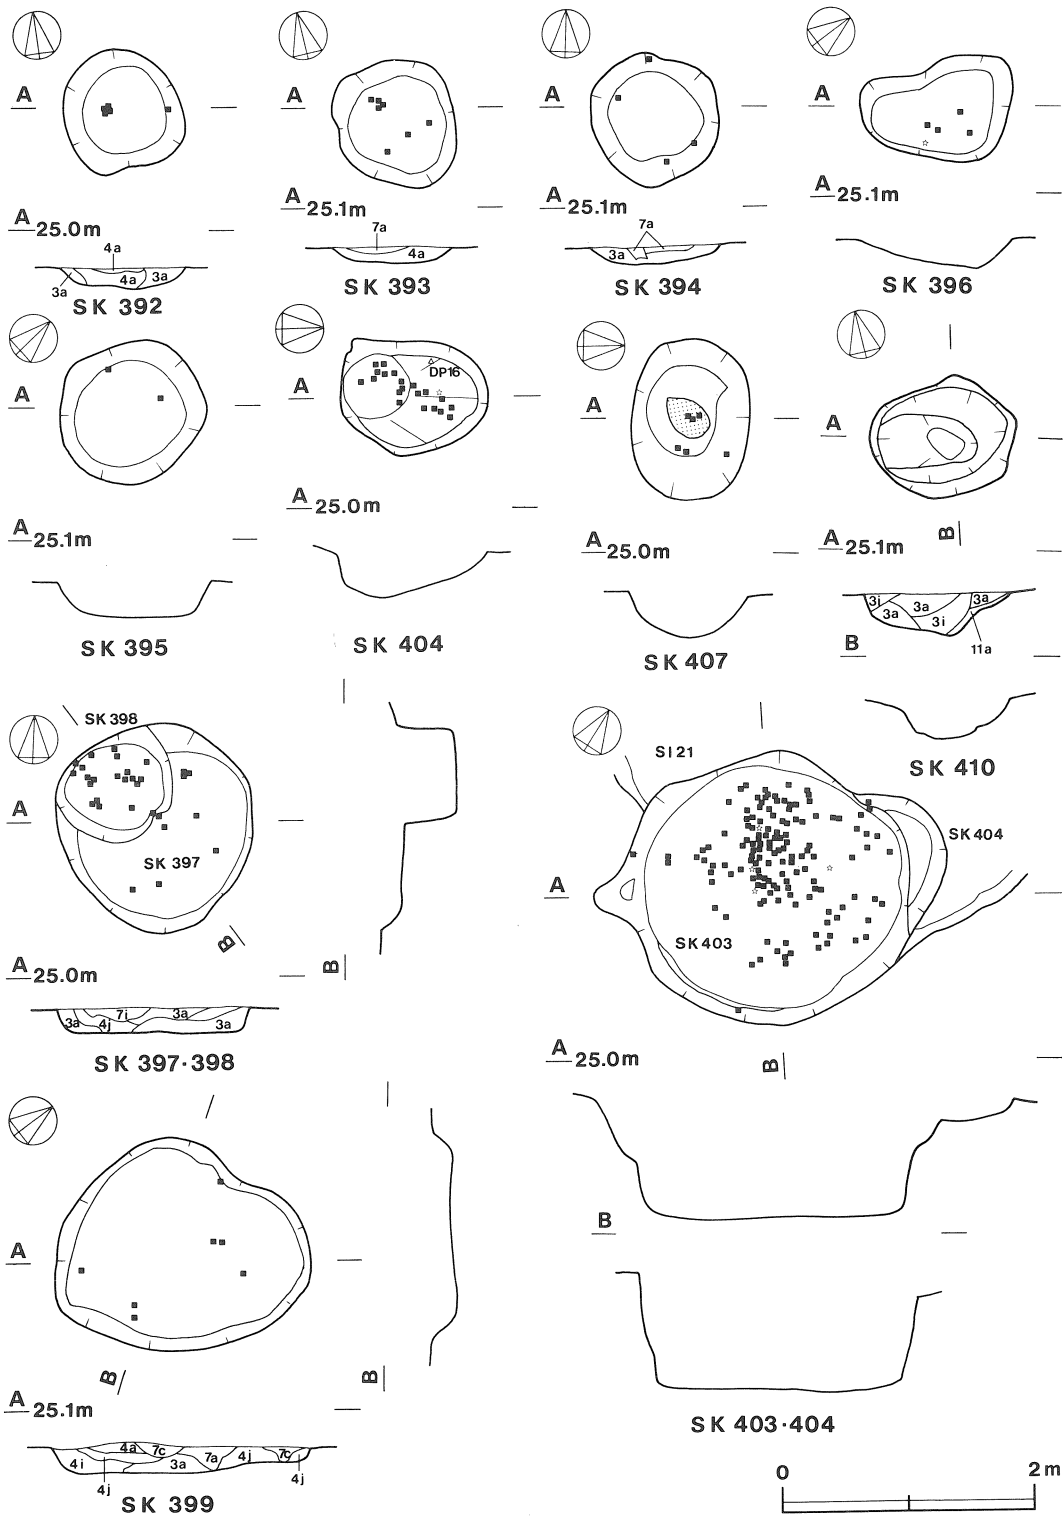 A
A
A
A
A 25.0m
4a
3a
4a
3a
SK 392
A 25.1m
7a
4a
SK 393
A 25.1m
7a
3a
SK 394
A 25.1m
SK 396
A
A 25.1m
SK 395
A
DP16
A 25.0m
SK 404
A
A 25.0m
SK 407
A
B
A 25.1m
3i
3a
3a
3i
3a
11a
B
SK 410
SK 398
A
SK 397
B
B
A 25.0m
3a
4j
7i
3a
3a
SK 397·398
SI 21
SK 404
A
SK 403
A 25.0m
B
B
SK 403·404
B
B
A
A 25.1m
4i
4a
7c
4j
3a
7a
4j
7c
4j
SK 399
0
2m